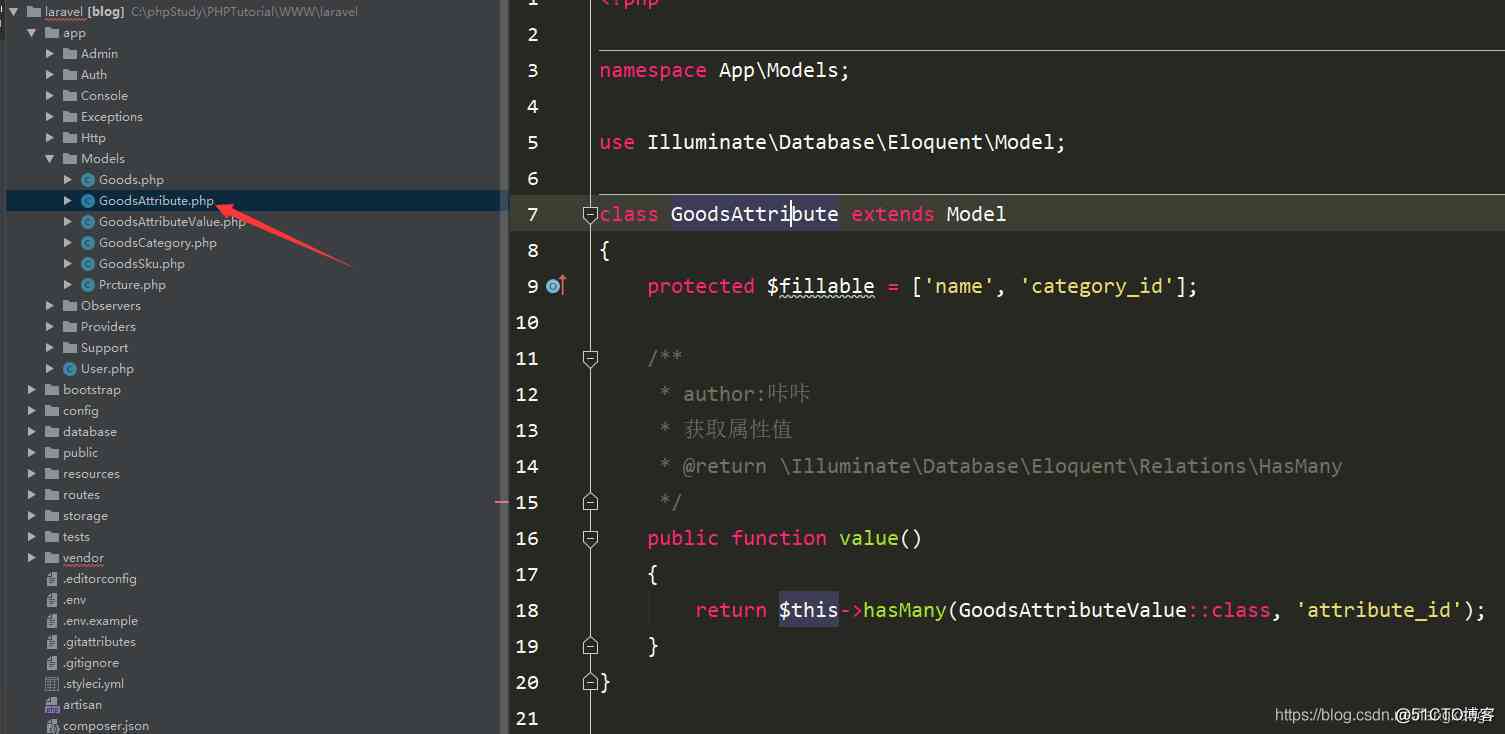 laravel [blog] C:\phpStudy\PHPTutorial\WWW\laravel
app
Admin
Auth
Console
Exceptions
Http
Models
Goods.php
GoodsAttribute.php
GoodsAttributeValue.php
GoodsCategory.php
GoodsSku.php
Prcture.php
Observers
Providers
Support
User.php
bootstrap
config
database
public
resources
routes
storage
tests
vendor
.editorconfig
.env
.env.example
.gitattributes
.gitignore
.styleci.yml
artisan
composer.json
1 <?php
2
3 namespace App\Models;
4
5 use Illuminate\Database\Eloquent\Model;
6
7 class GoodsAttribute extends Model
8 {
9 protected $fillable = ['name', 'category_id'];
10
11 /**
12 * author:咔咔
13 * 获取属性值
14 * @return \Illuminate\Database\Eloquent\Relations\HasMany
15 */
16 public function value()
17 {
18 return $this->hasMany(GoodsAttributeValue::class, 'attribute_id');
19 }
20 }
21
https://blog.csdn. @51CTO博客